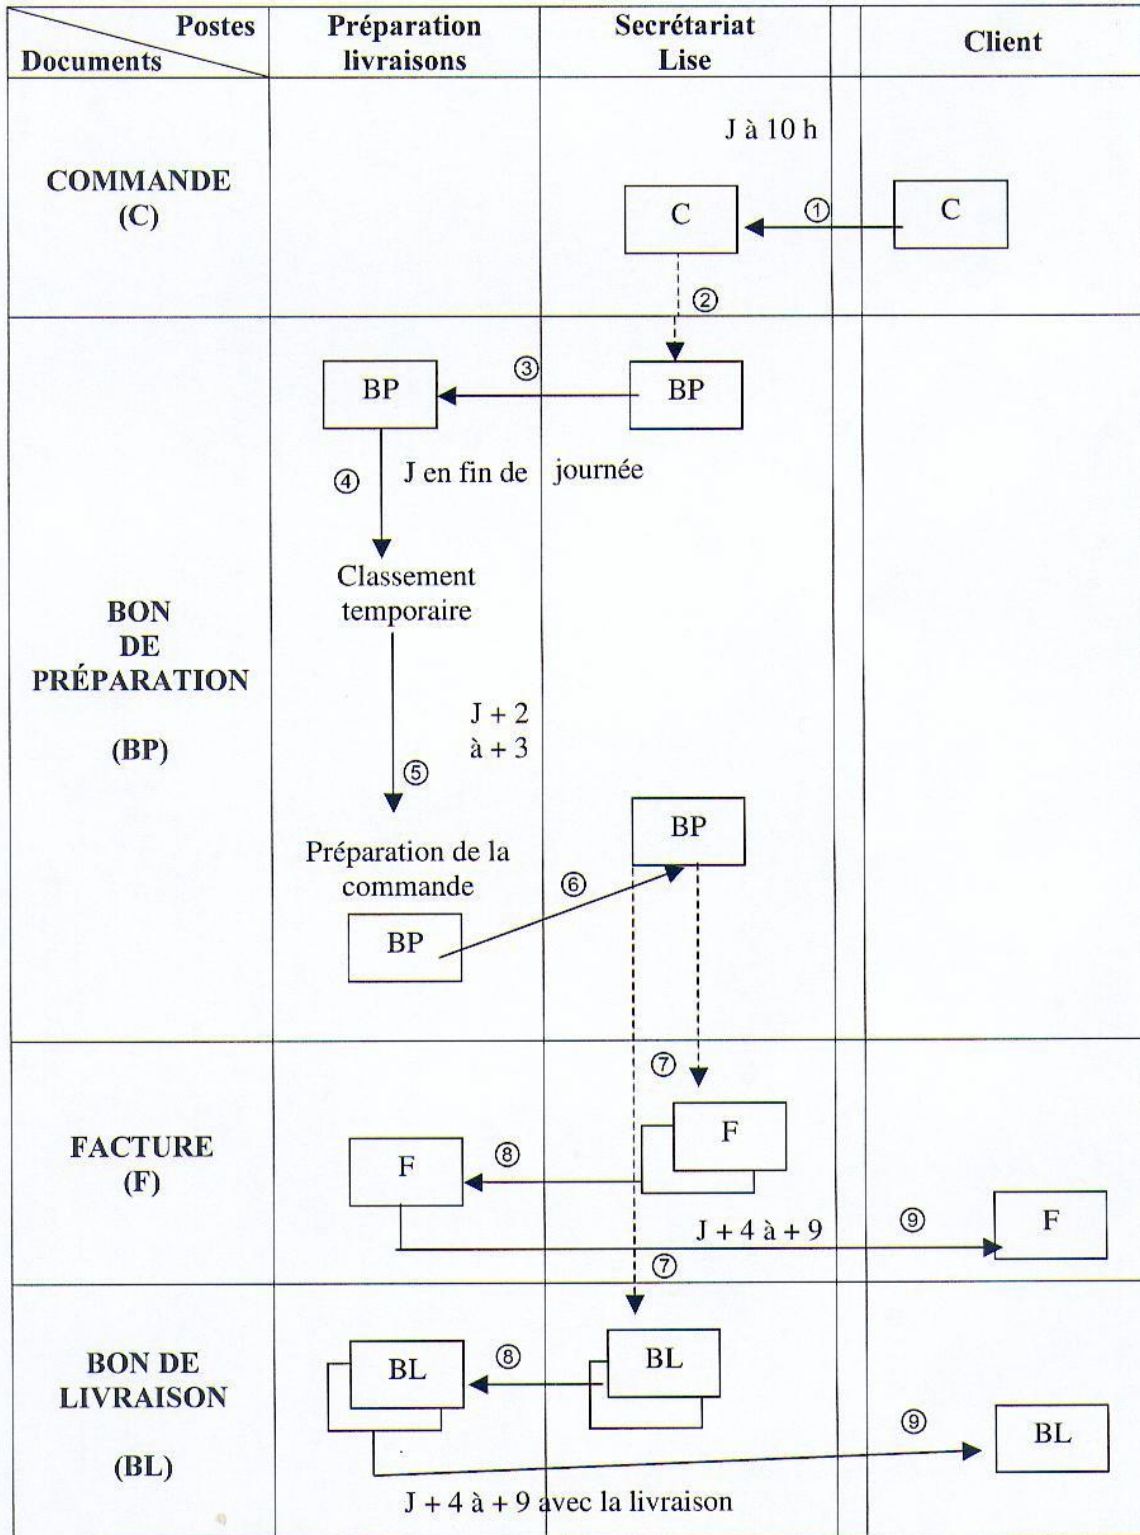 Postes
Documents
Préparation
livraisons
Secrétariat
Lise
Client
COMMANDE
(C)
J à 10 h
C
①
C
②
BON
DE
PRÉPARATION
(BP)
BP
③
BP
④
J en fin de journée
Classement
temporaire
J + 2
à + 3
⑤
BP
Préparation de la
commande
⑥
BP
FACTURE
(F)
⑦
F
⑧
F
J + 4 à + 9
⑨
F
⑦
BON DE
LIVRAISON
(BL)
BL
⑧
BL
⑨
BL
J + 4 à + 9 avec la livraison